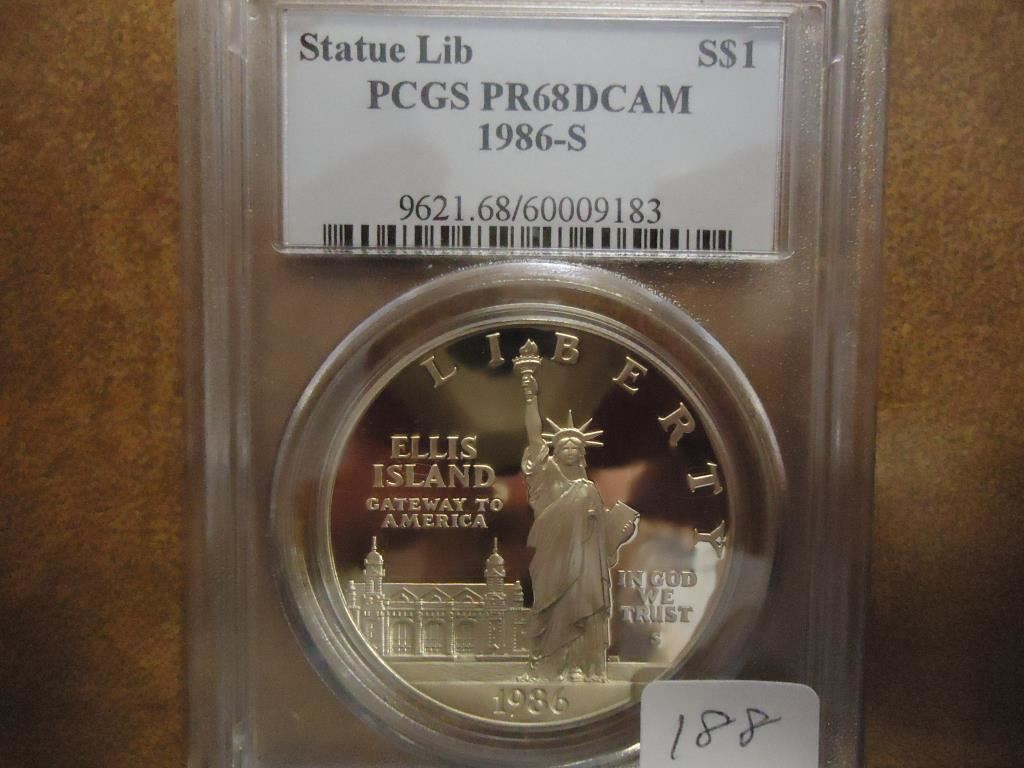 Statue Lib S$1
PCGS PR68DCAM
1986-S
9621.68/60009183
LIBERTY
ELLIS
ISLAND
GATEWAY TO
AMERICA
IN GOD
WE
TRUST
S
1986
188